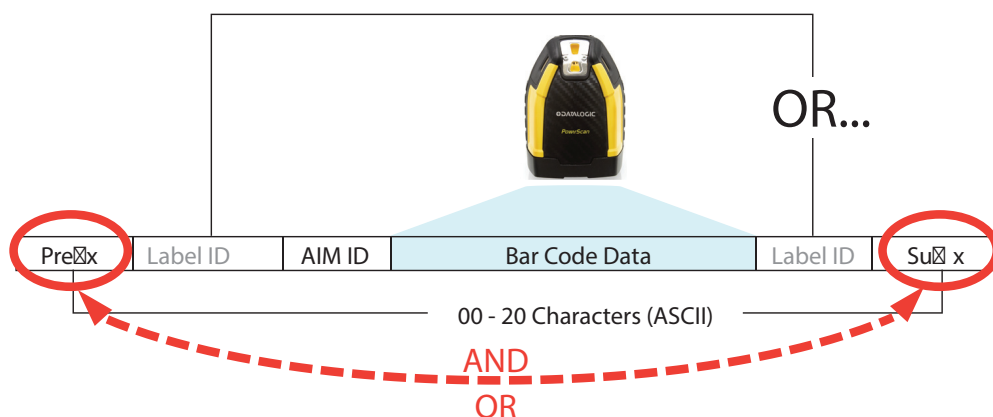 OR...
DATALOGIC
PowerScan
Pre☒x Label ID AIM ID Bar Code Data Label ID Su☒ x
00 - 20 Characters (ASCII)
AND
OR